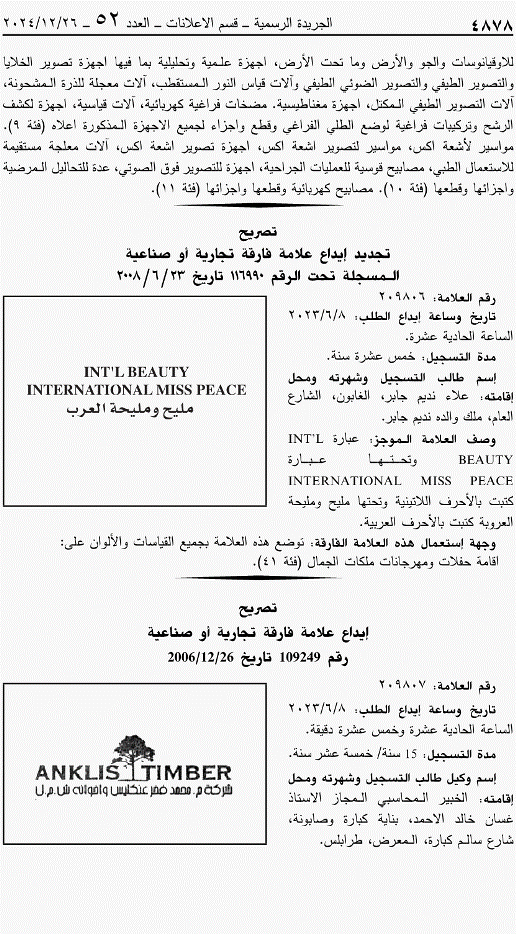 ٤٨٧٨
الجريدة الرسمية ـ قسم الاعلانات ـ العدد ٥٢ ـ ٢٠٢٤/١٢/٢٦
للاوقيانوسات والجو والأرض وما تحت الأرض، اجهزة علمية وتحليلية بما فيها اجهزة تصوير الخلايا
والتصوير الطيفي والتصوير الضوئي الطيفي وآلات قياس النور المستقطب، آلات معجلة للذرة المشحونة،
آلات التصوير الطيفي المكتل، اجهزة مغناطيسية. مضخات فراغية كهربائية، آلات قياسية، اجهزة لكشف
الرشح وتركيبات فراغية لوضع الطلي الفراغي وقطع واجزاء لجميع الاجهزة المذكورة اعلاه (فئة ٩).
مواسير لأشعة اكس، مواسير لتصوير اشعة اكس، اجهزة تصوير اشعة اكس، آلات معلجة مستقيمة
للاستعمال الطبي، مصابيح قوسية للعمليات الجراحية، اجهزة للتصوير فوق الصوتي، عدة للتحاليل المرضية
واجزائها وقطعها (فئة ١٠). مصابيح كهربائية وقطعها واجزائها (فئة ١١).
تصريح
تجديد إيداع علامة فارقة تجارية أو صناعية
المسجلة تحت الرقم ١١٦٩٩٠ تاريخ ٢٠٠٨/٦/٢٣
رقم العلامة: ٢٠٩٨٠٦
تاريخ وساعة إيداع الطلب: ٢٠٢٣/٦/٨
الساعة الحادية عشرة.
مدة التسجيل: خمس عشرة سنة.
إسم طالب التسجيل وشهرته ومحل
إقامته: علاء نديم جابر، الغابون، الشارع
العام، ملك والده نديم جابر.
وصف العلامة الموجز: عبارة INT'L
BEAUTY وتحتها عبارة
INTERNATIONAL MISS PEACE
كتبت بالأحرف اللاتينية وتحتها مليح ومليحة
العروبة كتبت بالأحرف العربية.
INT'L BEAUTY
INTERNATIONAL MISS PEACE
مليح ومليحة العرب
وجهة إستعمال هذه العلامة الفارقة: توضع هذه العلامة بجميع القياسات والألوان على:
اقامة حفلات ومهرجانات ملكات الجمال (فئة ٤١).
تصريح
إيداع علامة فارقة تجارية أو صناعية
رقم 109249 تاريخ 2006/12/26
رقم العلامة: ٢٠٩٨٠٧
تاريخ وساعة إيداع الطلب: ٢٠٢٣/٦/٨
الساعة الحادية عشرة وخمس عشرة دقيقة.
مدة التسجيل: 15 سنة/ خمسة عشر سنة.
إسم وكيل طالب التسجيل وشهرته ومحل
إقامته: الخبير المحاسبي المجاز الاستاذ
غسان خالد الاحمد، بناية كبارة وصابونة،
شارع سالم كبارة، المعرض، طرابلس.
ANKLIS TIMBER
شركة م. محمد فخر عنكليس واخوانه ش.م.ل